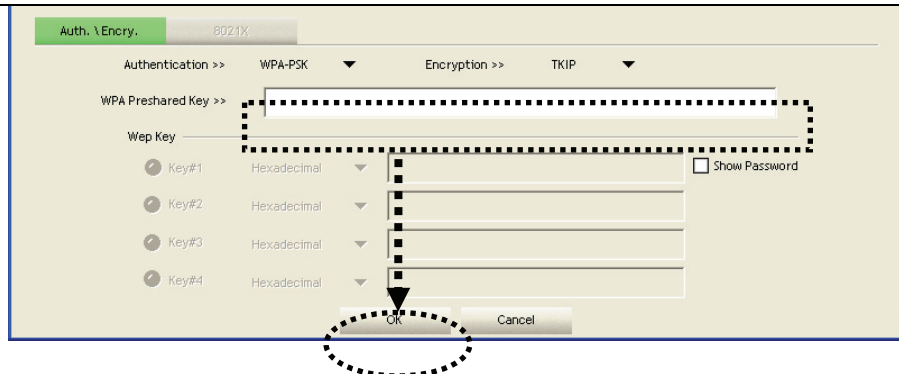 Auth. \ Encry. 8021X
Authentication >> WPA-PSK Encryption >> TKIP
WPA Preshared Key >>
Wep Key
Key#1 Hexadecimal Show Password
Key#2 Hexadecimal
Key#3 Hexadecimal
Key#4 Hexadecimal
OK Cancel